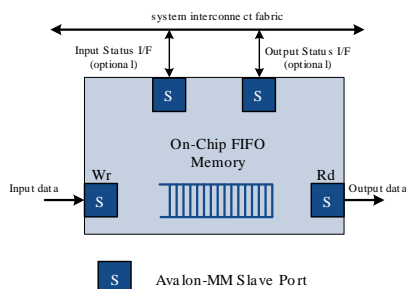 system interconnect fabric
Input Status I/F
(optional)
Output Status I/F
(optional)
S
S
On-Chip FIFO
Memory
Wr
Rd
Input data
Output data
S
S
S
Avalon-MM Slave Port